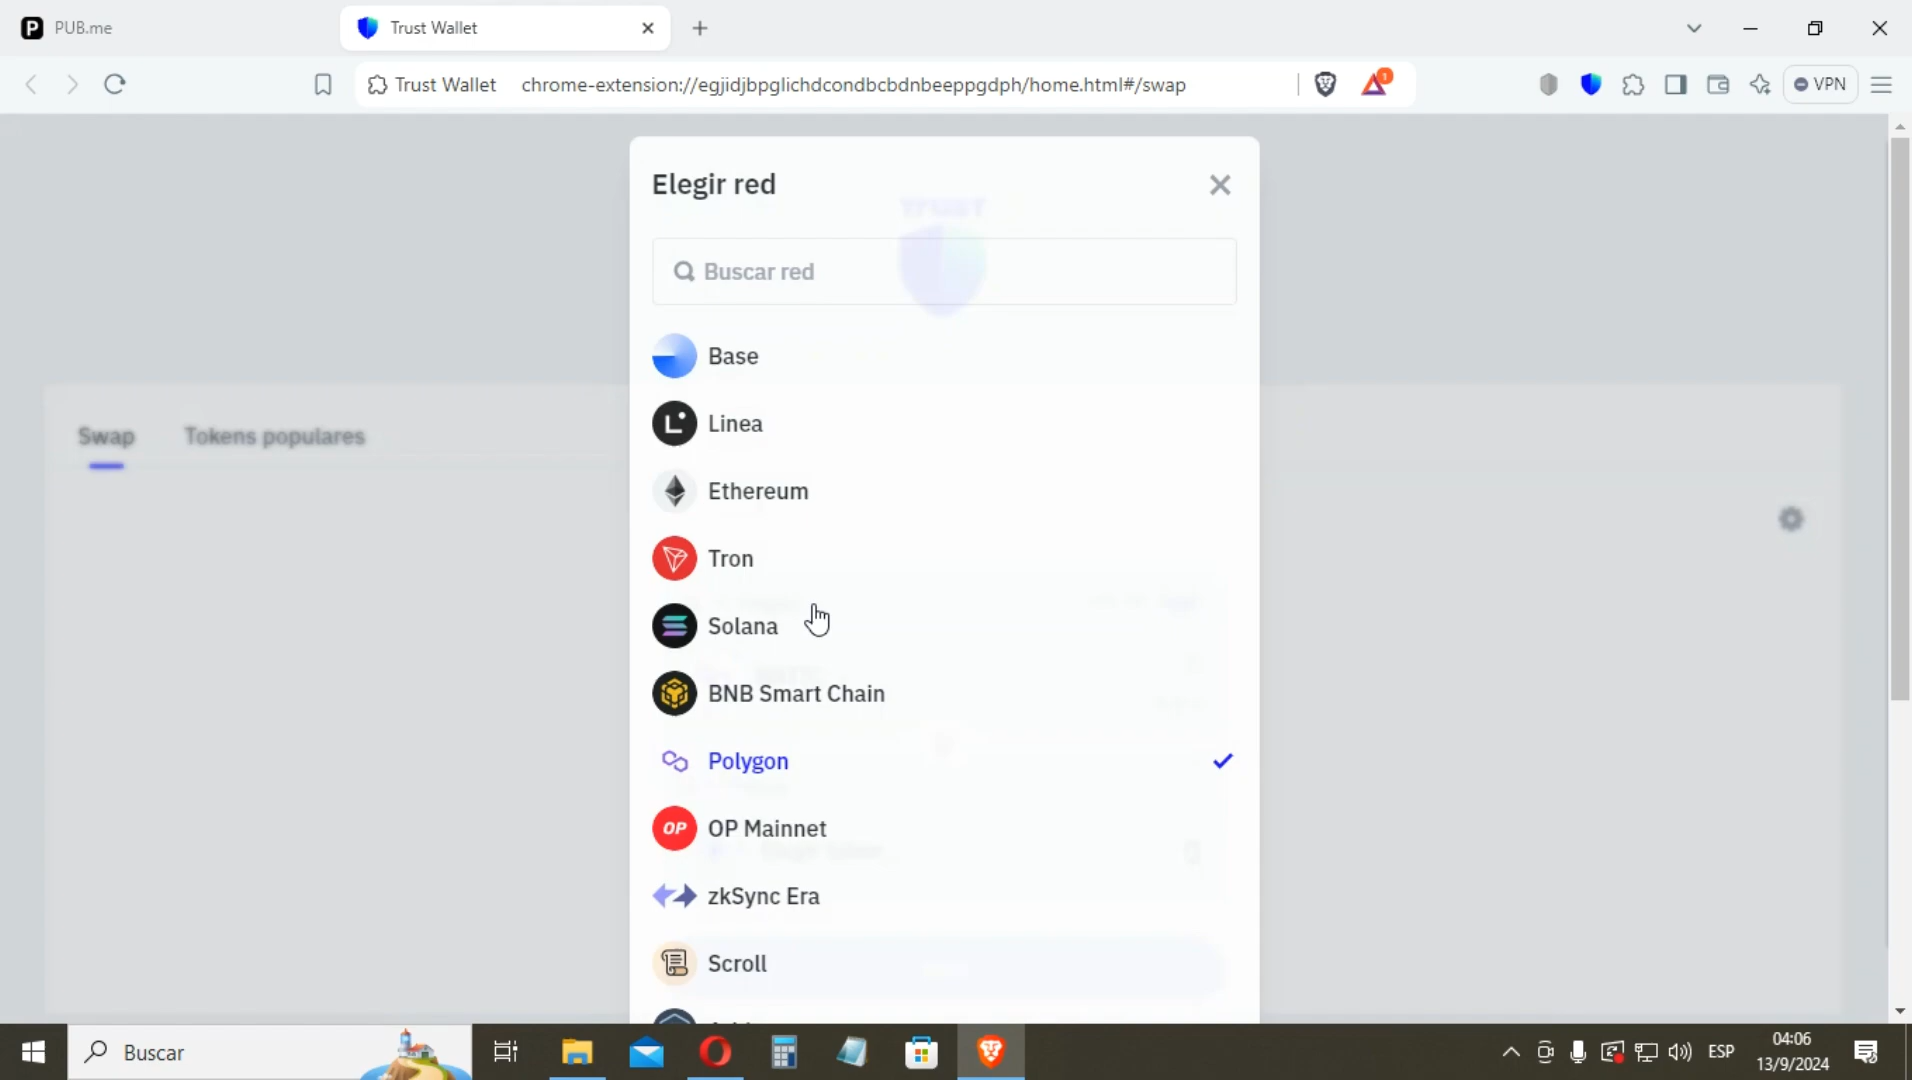 PUB.me
Trust Wallet
Trust Wallet chrome-extension://egjidjbpglichdcondbcbdnbeeppgdph/home.html#/swap
1
VPN
Elegir red
TRUST
Buscar red
Base
Linea
Ethereum
Swap Tokens populares
Tron
Solana
BNB Smart Chain
Polygon
OP Mainnet
OP
zkSync Era
Scroll
Buscar
ESP
04:06
13/9/2024